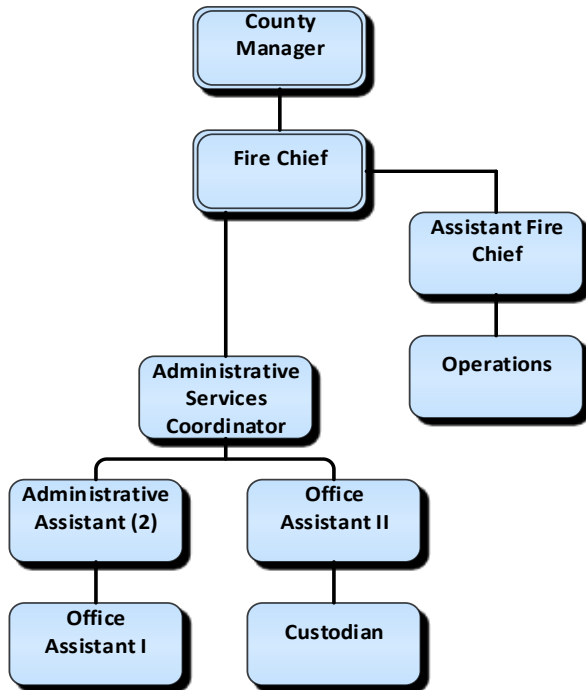 County
Manager
Fire Chief
Assistant Fire
Chief
Operations
Administrative
Services
Coordinator
Administrative
Assistant (2)
Office
Assistant II
Office
Assistant I
Custodian